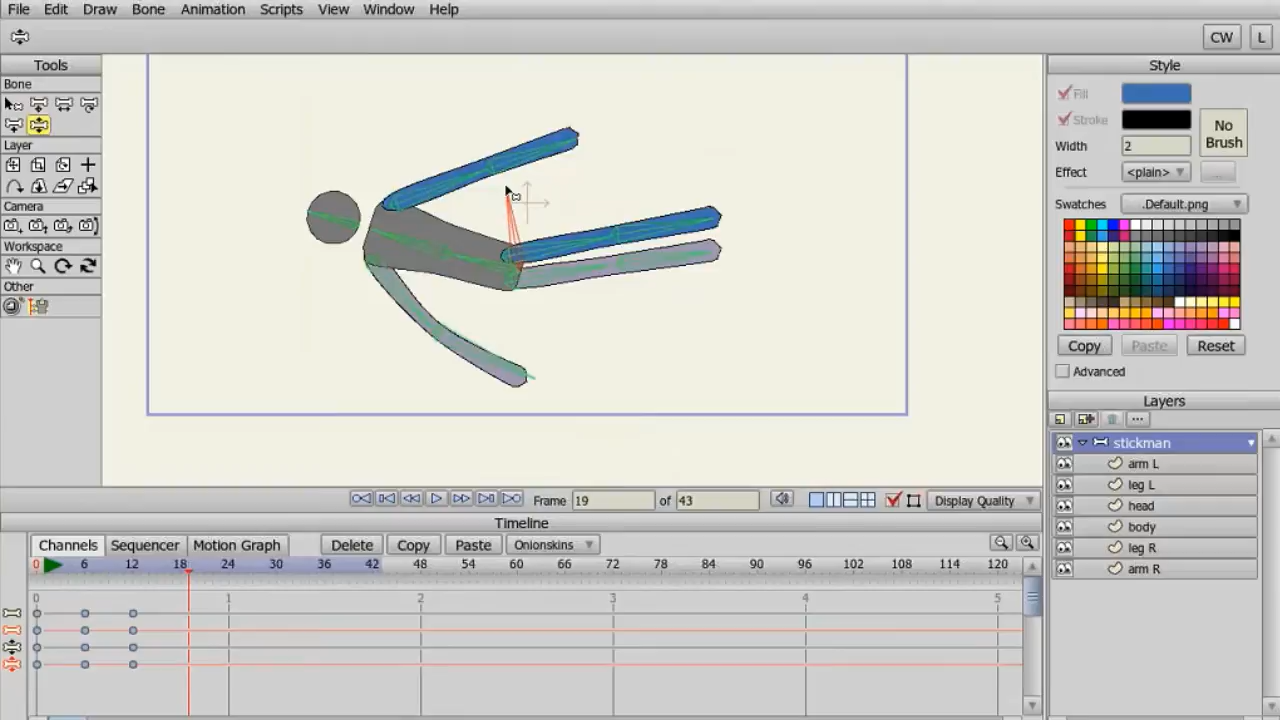 File Edit Draw Bone Animation Scripts View Window Help
CW L
Tools
Bone
Layer
Camera
Workspace
Other
Style
Fill
Stroke
No Brush
Width 2
Effect <plain> ...
Swatches .Default.png
Copy Paste Reset
Advanced
Layers
stickman
arm L
leg L
head
body
leg R
arm R
Frame 19 of 43 Display Quality
Timeline
Channels Sequencer Motion Graph Delete Copy Paste Onionskins
0 6 12 18 24 30 36 42 48 54 60 66 72 78 84 90 96 102 108 114 120
0 1 2 3 4 5